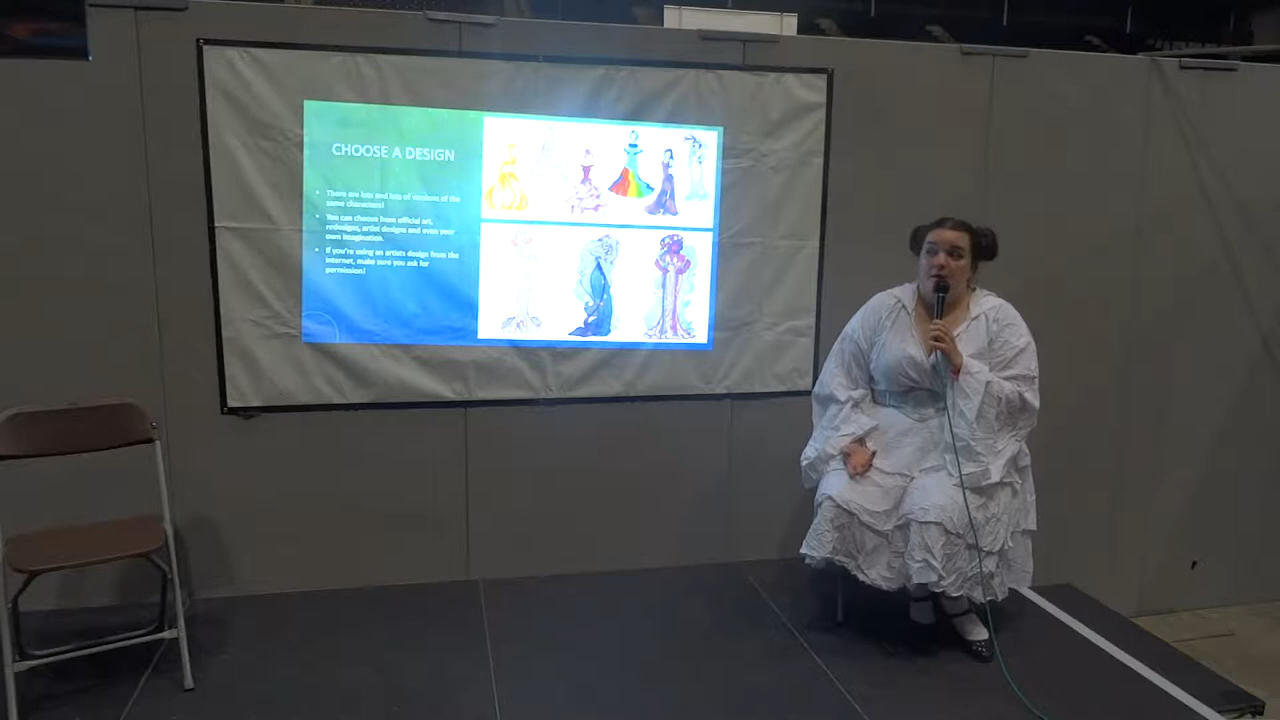 CHOOSE A DESIGN
• There are lots and lots of versions of the
same characters!
• You can choose from official art,
redesigns, artist designs and even your
own imagination.
• If you're using an artists design from the
internet, make sure you ask for
permission!